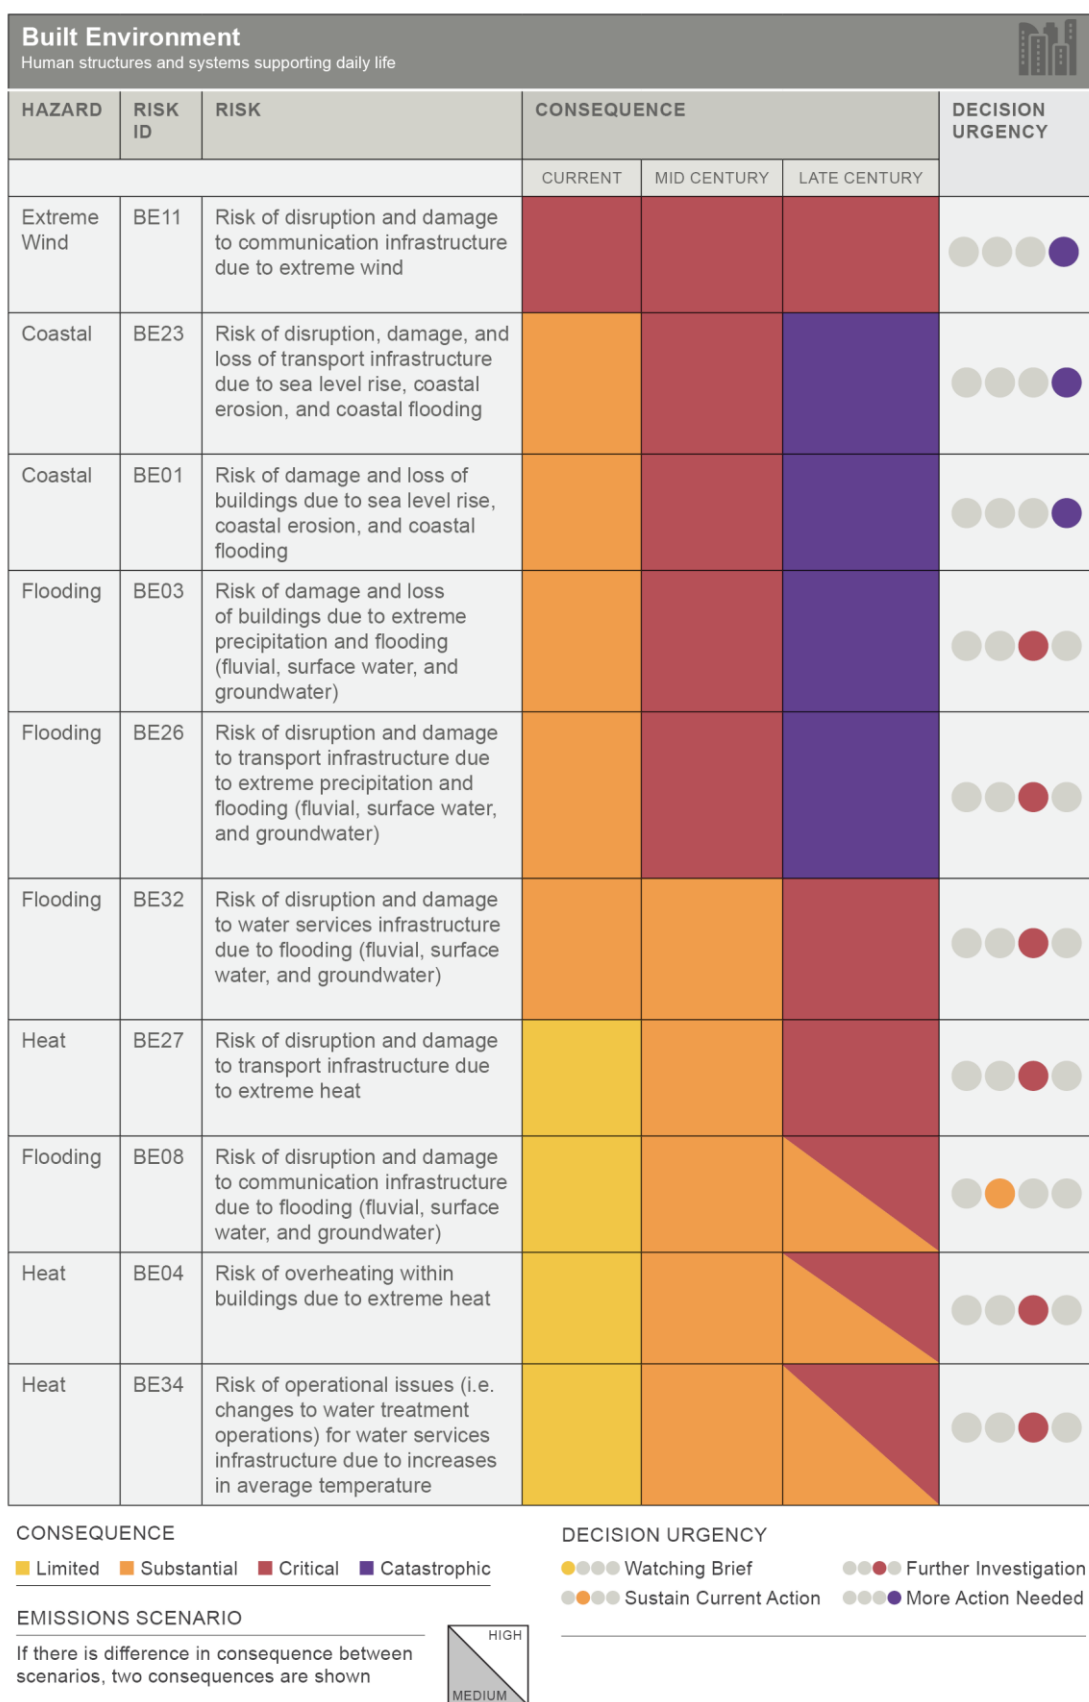 Built Environment
Human structures and systems supporting daily life
HAZARD
RISK
ID
RISK
CONSEQUENCE
DECISION
URGENCY
CURRENT
MID CENTURY
LATE CENTURY
Extreme
Wind
BE11
Risk of disruption and damage
to communication infrastructure
due to extreme wind
Coastal
BE23
Risk of disruption, damage, and
loss of transport infrastructure
due to sea level rise, coastal
erosion, and coastal flooding
Coastal
BE01
Risk of damage and loss of
buildings due to sea level rise,
coastal erosion, and coastal
flooding
Flooding
BE03
Risk of damage and loss
of buildings due to extreme
precipitation and flooding
(fluvial, surface water, and
groundwater)
Flooding
BE26
Risk of disruption and damage
to transport infrastructure due
to extreme precipitation and
flooding (fluvial, surface water,
and groundwater)
Flooding
BE32
Risk of disruption and damage
to water services infrastructure
due to flooding (fluvial, surface
water, and groundwater)
Heat
BE27
Risk of disruption and damage
to transport infrastructure due
to extreme heat
Flooding
BE08
Risk of disruption and damage
to communication infrastructure
due to flooding (fluvial, surface
water, and groundwater)
Heat
BE04
Risk of overheating within
buildings due to extreme heat
Heat
BE34
Risk of operational issues (i.e.
changes to water treatment
operations) for water services
infrastructure due to increases
in average temperature
CONSEQUENCE
Limited
Substantial
Critical
Catastrophic
EMISSIONS SCENARIO
If there is difference in consequence between
scenarios, two consequences are shown
HIGH
MEDIUM
DECISION URGENCY
Watching Brief
Further Investigation
Sustain Current Action
More Action Needed